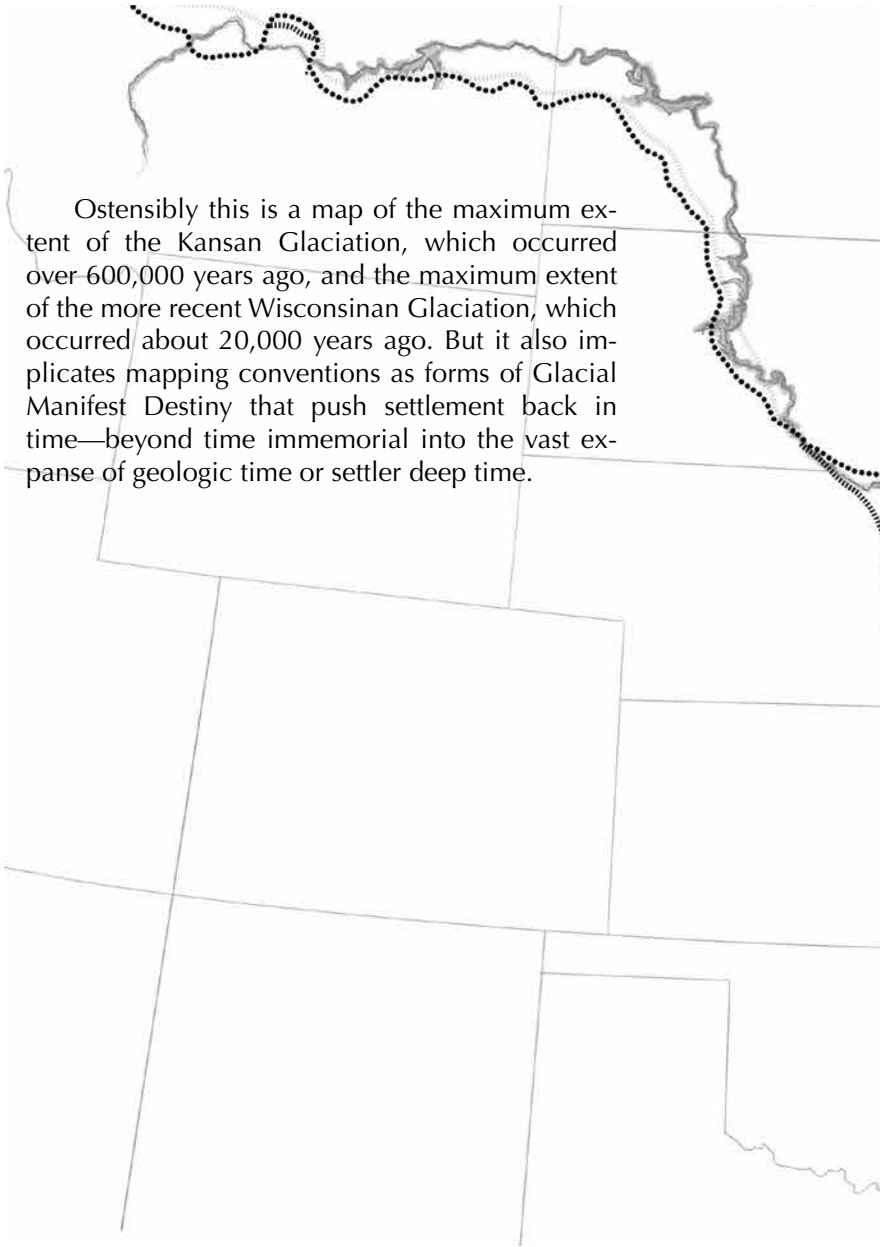 Ostensibly this is a map of the maximum ex-
tent of the Kansan Glaciation, which occurred
over 600,000 years ago, and the maximum extent
of the more recent Wisconsinan Glaciation, which
occurred about 20,000 years ago. But it also im-
plicates mapping conventions as forms of Glacial
Manifest Destiny that push settlement back in
time—beyond time immemorial into the vast ex-
panse of geologic time or settler deep time.